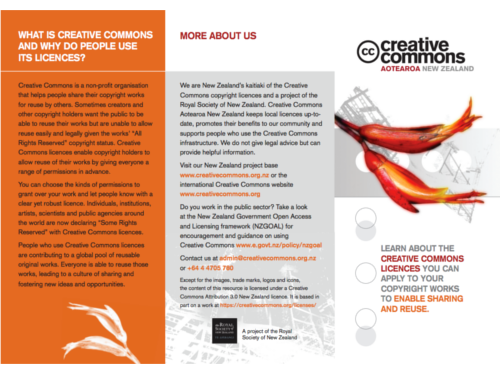 WHAT IS CREATIVE COMMONS
AND WHY DO PEOPLE USE
ITS LICENCES?
Creative Commons is a non-profit organisation
that helps people share their copyright works
for reuse by others. Sometimes creators and
other copyright holders want the public to be
able to reuse their works but are unable to allow
reuse easily and legally given the works' "All
Rights Reserved" copyright status. Creative
Commons licences enable copyright holders to
allow reuse of their works by giving everyone a
range of permissions in advance.
You can choose the kinds of permissions to
grant over your work and let people know with a
clear yet robust licence. Individuals, institutions,
artists, scientists and public agencies around
the world are now declaring "Some Rights
Reserved" with Creative Commons licences.
People who use Creative Commons licences
are contributing to a global pool of reusable
original works. Everyone is able to reuse those
works, leading to a culture of sharing and
fostering new ideas and opportunities.
MORE ABOUT US
We are New Zealand's kaitiaki of the Creative
Commons copyright licences and a project of the
Royal Society of New Zealand. Creative Commons
Aotearoa New Zealand keeps local licences up-to-
date, promotes their benefits to our community and
supports people who use the Creative Commons
infrastructure. We do not give legal advice but can
provide helpful information.
Visit our New Zealand project base
www.creativecommons.org.nz or the
international Creative Commons website
www.creativecommons.org
Do you work in the public sector? Take a look
at the New Zealand Government Open Access
and Licensing framework (NZGOAL) for
encouragement and guidance on using
Creative Commons www.e.govt.nz/policy/nzgoal
Contact us at admin@creativecommons.org.nz
or +64 4 4705 780
Except for the images, trade marks, logos and icons,
the content of this resource is licensed under a Creative
Commons Attribution 3.0 New Zealand licence. It is based in
part on a work at https://creativecommons.org/licenses/
The ROYAL
SOCIETY of
NEW ZEALAND
A project of the Royal
Society of New Zealand
cc creative
commons
AOTEAROA NEW ZEALAND
LEARN ABOUT THE
CREATIVE COMMONS
LICENCES YOU CAN
APPLY TO YOUR
COPYRIGHT WORKS
TO ENABLE SHARING
AND REUSE.